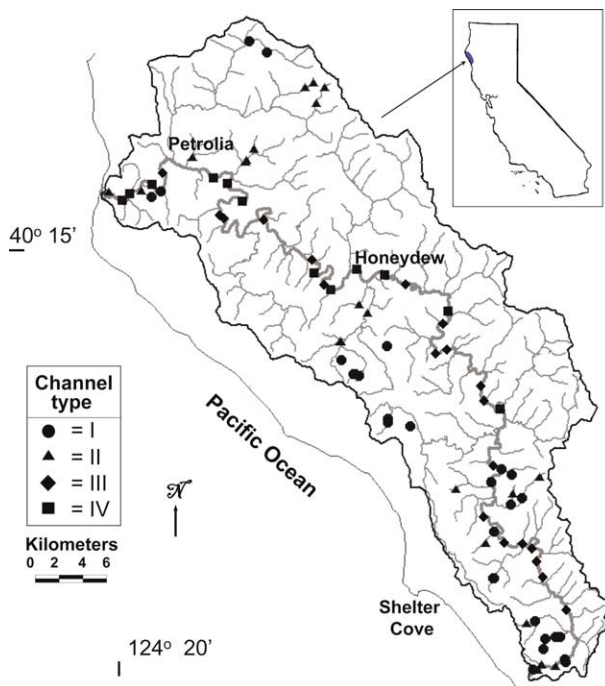 Petrolia
40° 15’
Honeydew
Channel
type
= I
= II
= III
= IV
Pacific Ocean
N
Kilometers
0 2 4 6
Shelter
Cove
124° 20’